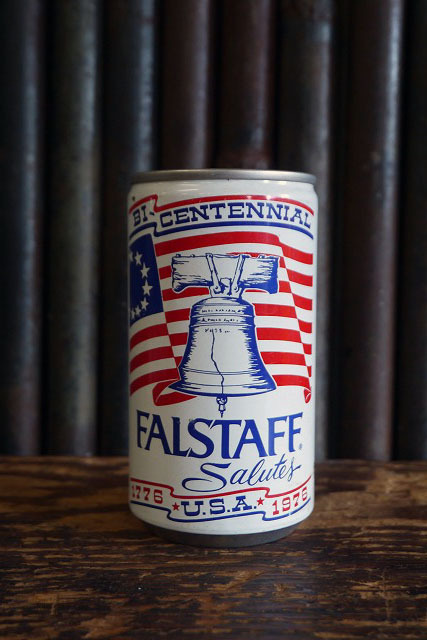 BI-CENTENNIAL
FALSTAFF
Salutes
1776 U.S.A. 1976